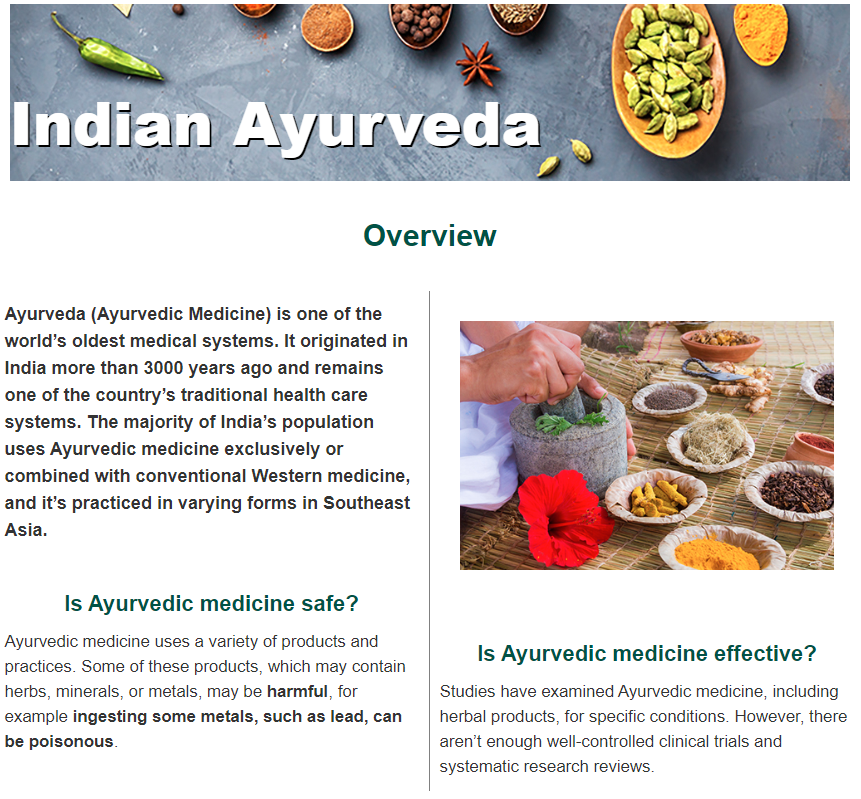 Indian Ayurveda
Overview
Ayurveda (Ayurvedic Medicine) is one of the
world’s oldest medical systems. It originated in
India more than 3000 years ago and remains
one of the country’s traditional health care
systems. The majority of India’s population
uses Ayurvedic medicine exclusively or
combined with conventional Western medicine,
and it’s practiced in varying forms in Southeast
Asia.
Is Ayurvedic medicine safe?
Ayurvedic medicine uses a variety of products and
practices. Some of these products, which may contain
herbs, minerals, or metals, may be harmful, for
example ingesting some metals, such as lead, can
be poisonous.
Is Ayurvedic medicine effective?
Studies have examined Ayurvedic medicine, including
herbal products, for specific conditions. However, there
aren’t enough well-controlled clinical trials and
systematic research reviews.